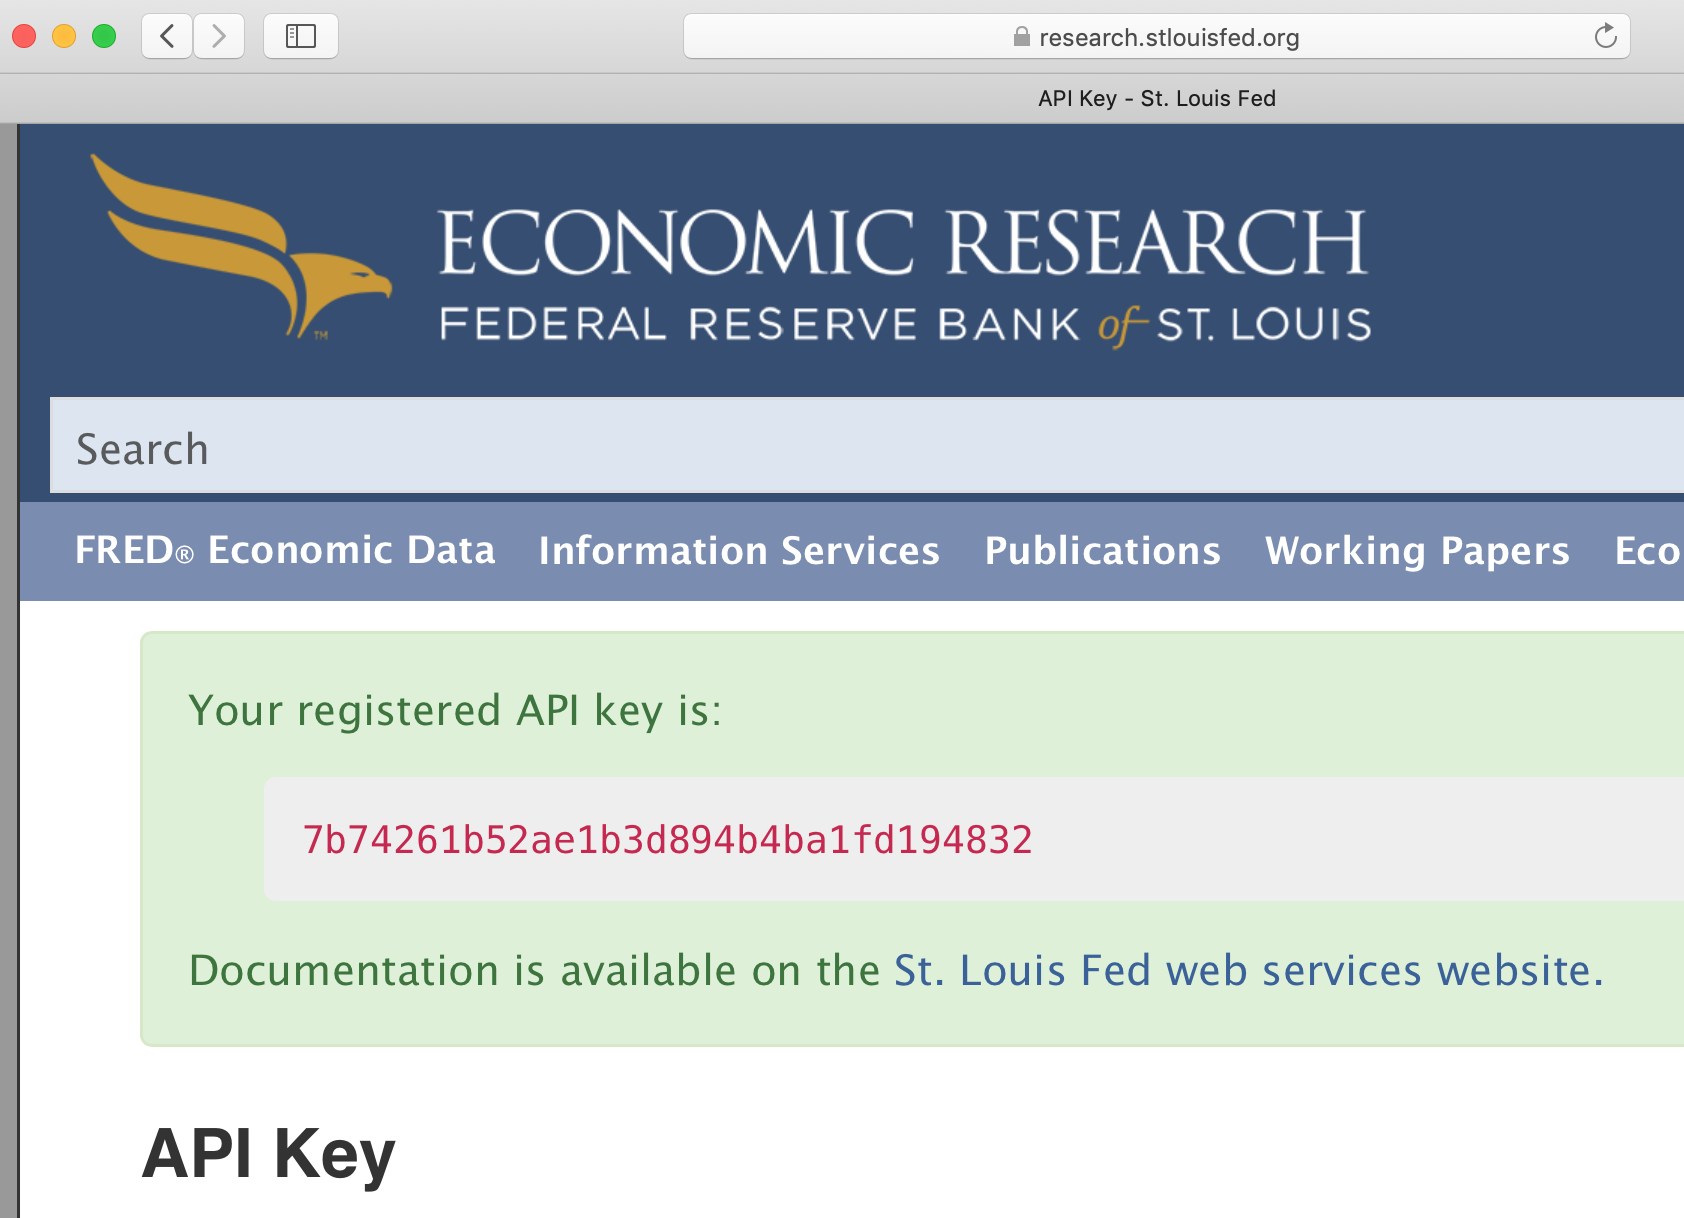 research.stlouisfed.org
API Key - St. Louis Fed
ECONOMIC RESEARCH
FEDERAL RESERVE BANK of ST. LOUIS
TM
Search
FRED® Economic Data Information Services Publications Working Papers Eco
Your registered API key is:
7b74261b52ae1b3d894b4ba1fd194832
Documentation is available on the St. Louis Fed web services website.
API Key